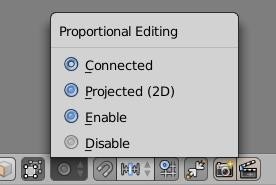 Proportional Editing
Connected
Projected (2D)
Enable
Disable